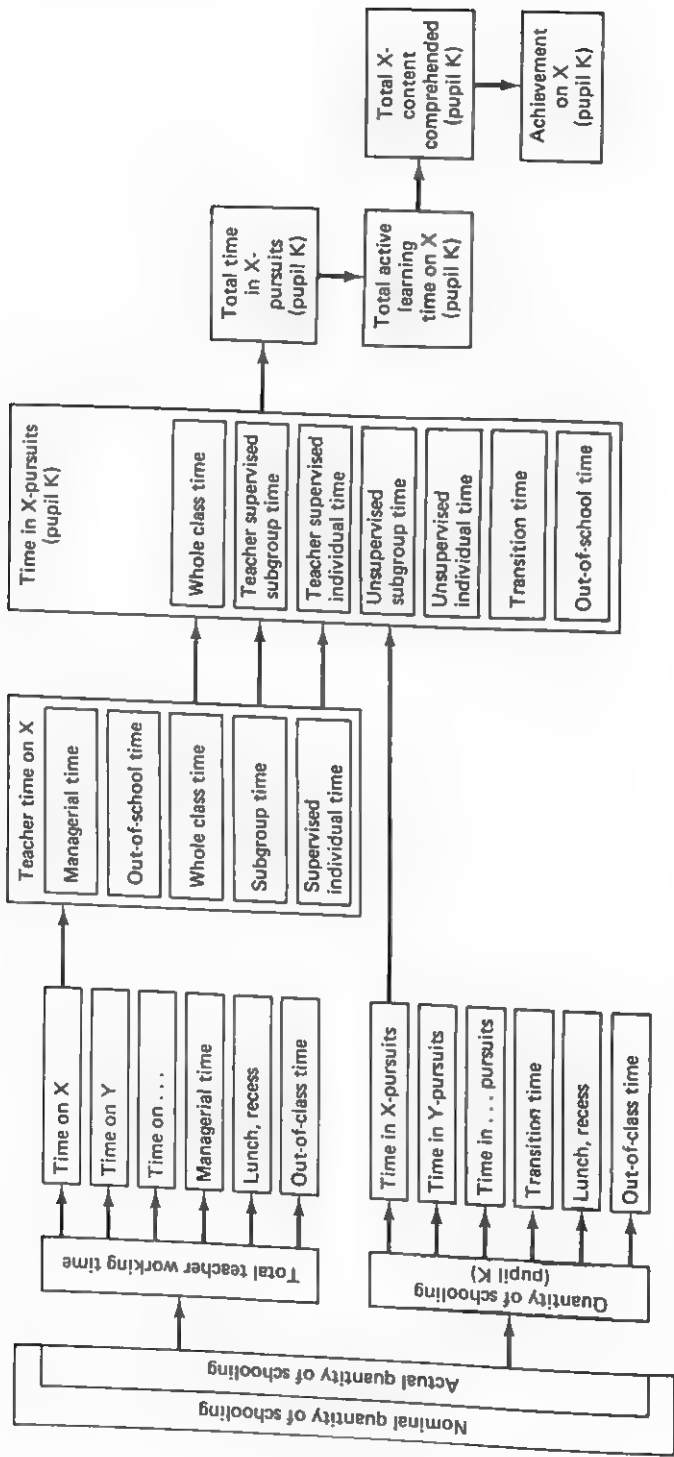 Nominal quantity of schooling
Actual quantity of schooling
Total teacher working time
Time on X
Time on Y
Time on . . .
Managerial time
Lunch, recess
Out-of-class time
Quantity of schooling
(pupil K)
Time in X-pursuits
Time in Y-pursuits
Time in . . . pursuits
Transition time
Lunch, recess
Out-of-class time
Teacher time on X
Managerial time
Out-of-school time
Whole class time
Subgroup time
Supervised
individual time
Time in X-pursuits
(pupil K)
Whole class time
Teacher supervised
subgroup time
Teacher supervised
individual time
Unsupervised
subgroup time
Unsupervised
individual time
Transition time
Out-of-school time
Total time
in X-
pursuits
(pupil K)
Total active
learning
time on X
(pupil K)
Total X-
content
comprehended
(pupil K)
Achievement
on X
(pupil K)